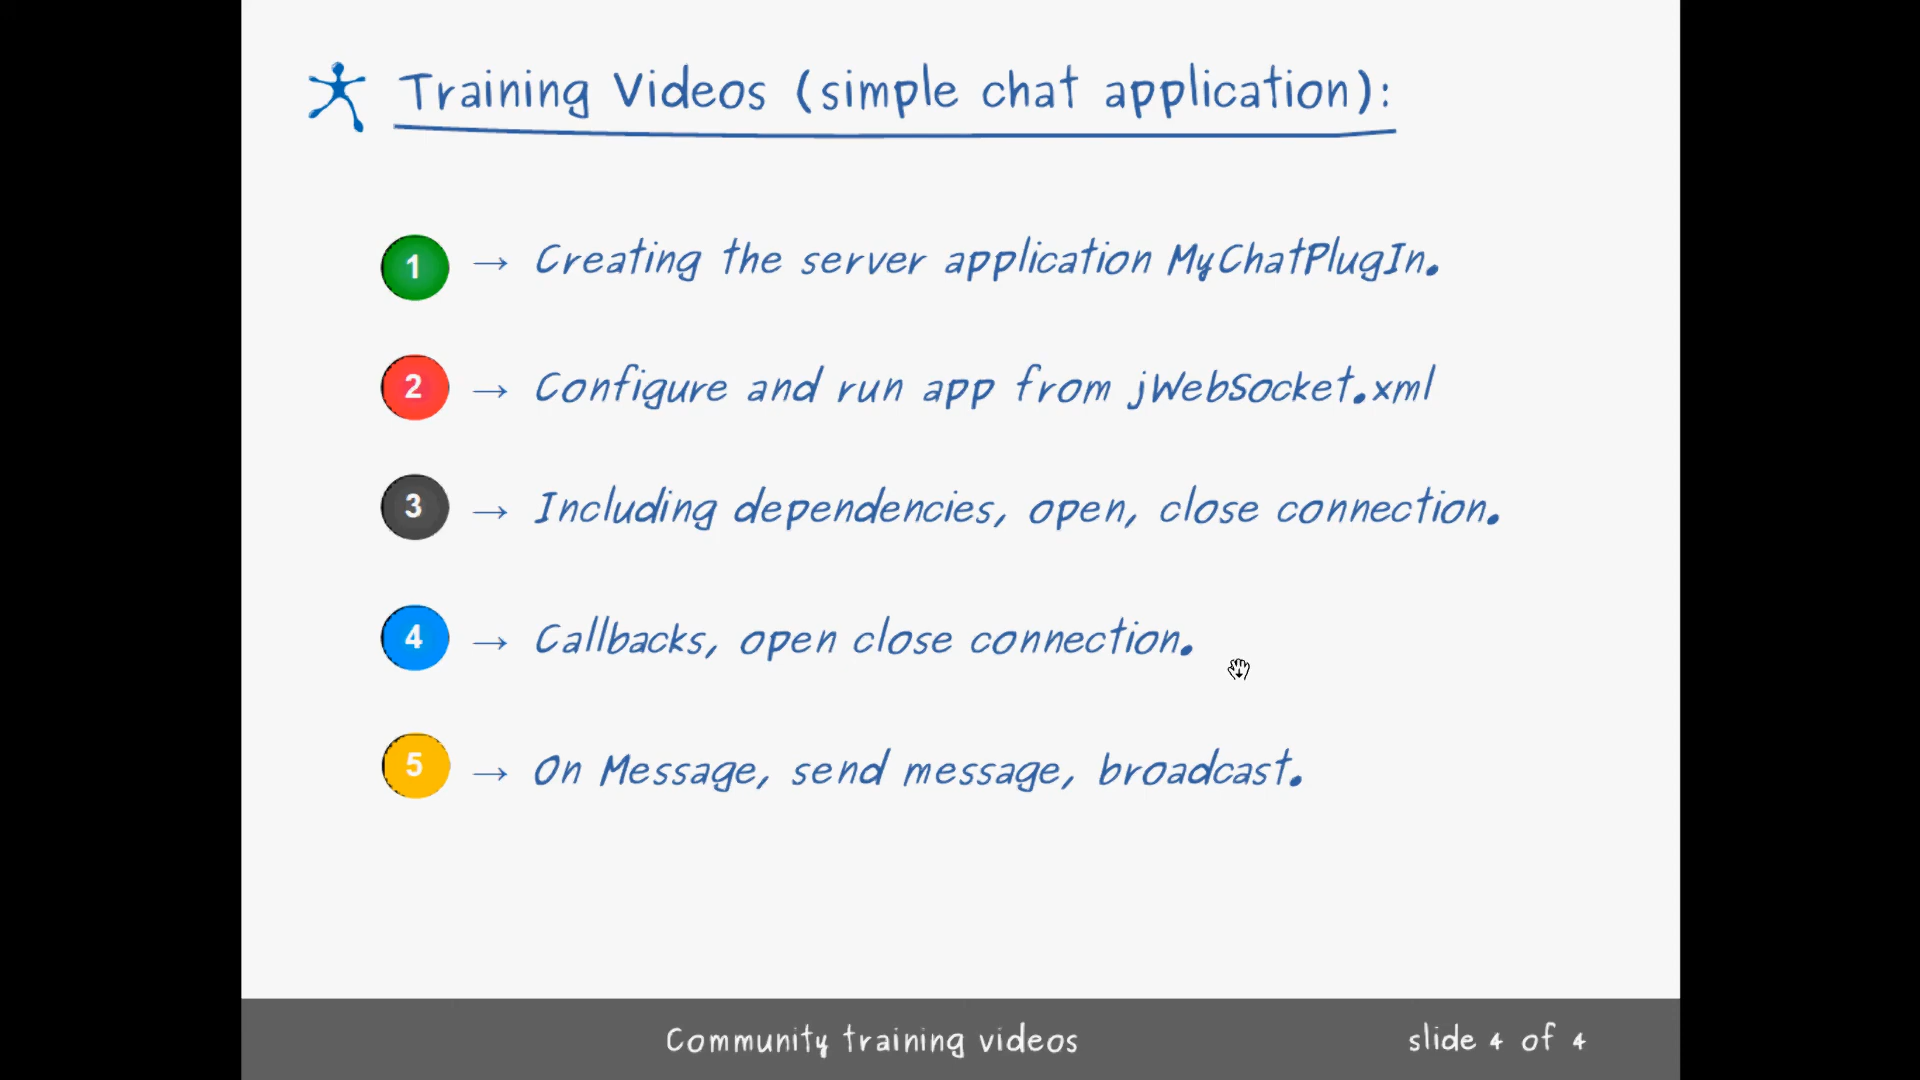 Training Videos (simple chat application):
1 → Creating the server application MyChatPlugIn.
2 → Configure and run app from jWebSocket.xml
3 → Including dependencies, open, close connection.
4 → Callbacks, open close connection.
5 → On Message, send message, broadcast.
Community training videos
slide 4 of 4